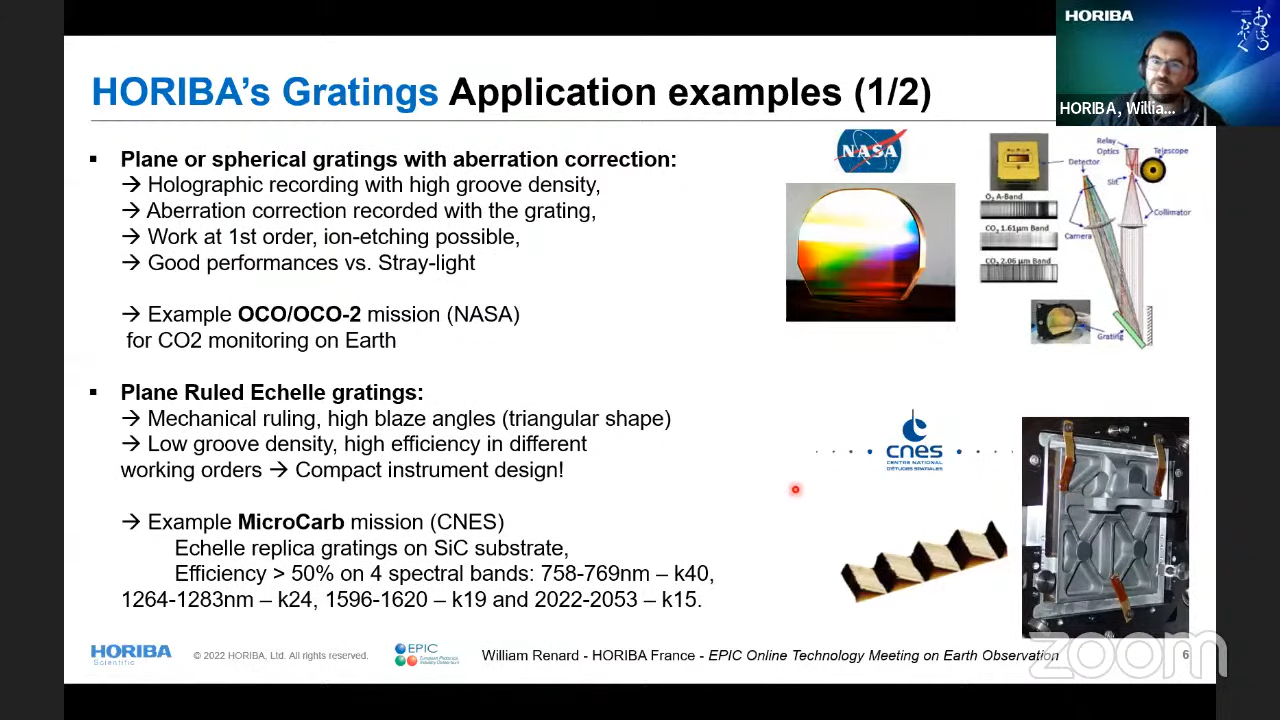 HORIBA's Gratings Application examples (1/2)
HORIBA
おほひ
HORIBA, Willia...
▪ Plane or spherical gratings with aberration correction:
→ Holographic recording with high groove density,
→ Aberration correction recorded with the grating,
→ Work at 1st order, ion-etching possible,
→ Good performances vs. Stray-light
→ Example OCO/OCO-2 mission (NASA)
for CO2 monitoring on Earth
NASA
Relay
Optics
Telescope
Detector
Slit
O₂ A-Band
Collimator
CO₂ 1.61µm Band
Camera
CO₂ 2.06 µm Band
Grating
▪ Plane Ruled Echelle gratings:
→ Mechanical ruling, high blaze angles (triangular shape)
→ Low groove density, high efficiency in different
working orders → Compact instrument design!
→ Example MicroCarb mission (CNES)
Echelle replica gratings on SiC substrate,
Efficiency > 50% on 4 spectral bands: 758-769nm – k40,
1264-1283nm – k24, 1596-1620 – k19 and 2022-2053 – k15.
cnes
CENTRE NATIONAL
D'ÉTUDES SPATIALES
HORIBA
Scientific
© 2022 HORIBA, Ltd. All rights reserved.
EPIC
European Photonics
Industry Consortium
William Renard - HORIBA France - EPIC Online Technology Meeting on Earth Observation
6
zoom